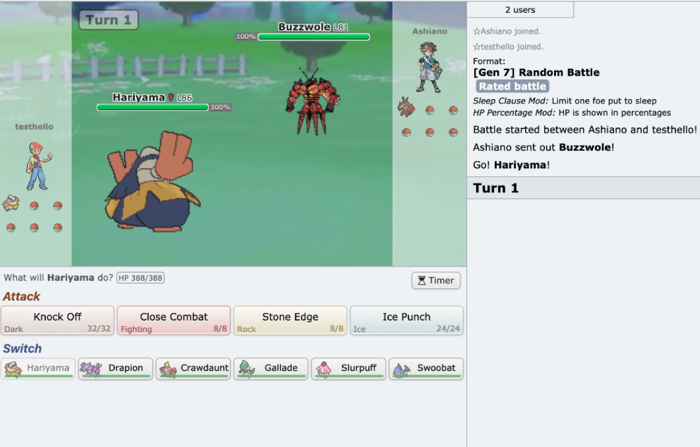 Turn 1
Buzzwole L81
100%
Hariyama L86
100%
testhello
Ashiano
What will Hariyama do? HP 388/388
Timer
Attack
Knock Off
Dark 32/32
Close Combat
Fighting 8/8
Stone Edge
Rock 8/8
Ice Punch
Ice 24/24
Switch
Hariyama
Drapion
Crawdaunt
Gallade
Slurpuff
Swoobat
2 users
☆Ashiano joined.
☆testhello joined.
Format:
[Gen 7] Random Battle
Rated battle
Sleep Clause Mod: Limit one foe put to sleep
HP Percentage Mod: HP is shown in percentages
Battle started between Ashiano and testhello!
Ashiano sent out Buzzwole!
Go! Hariyama!
Turn 1